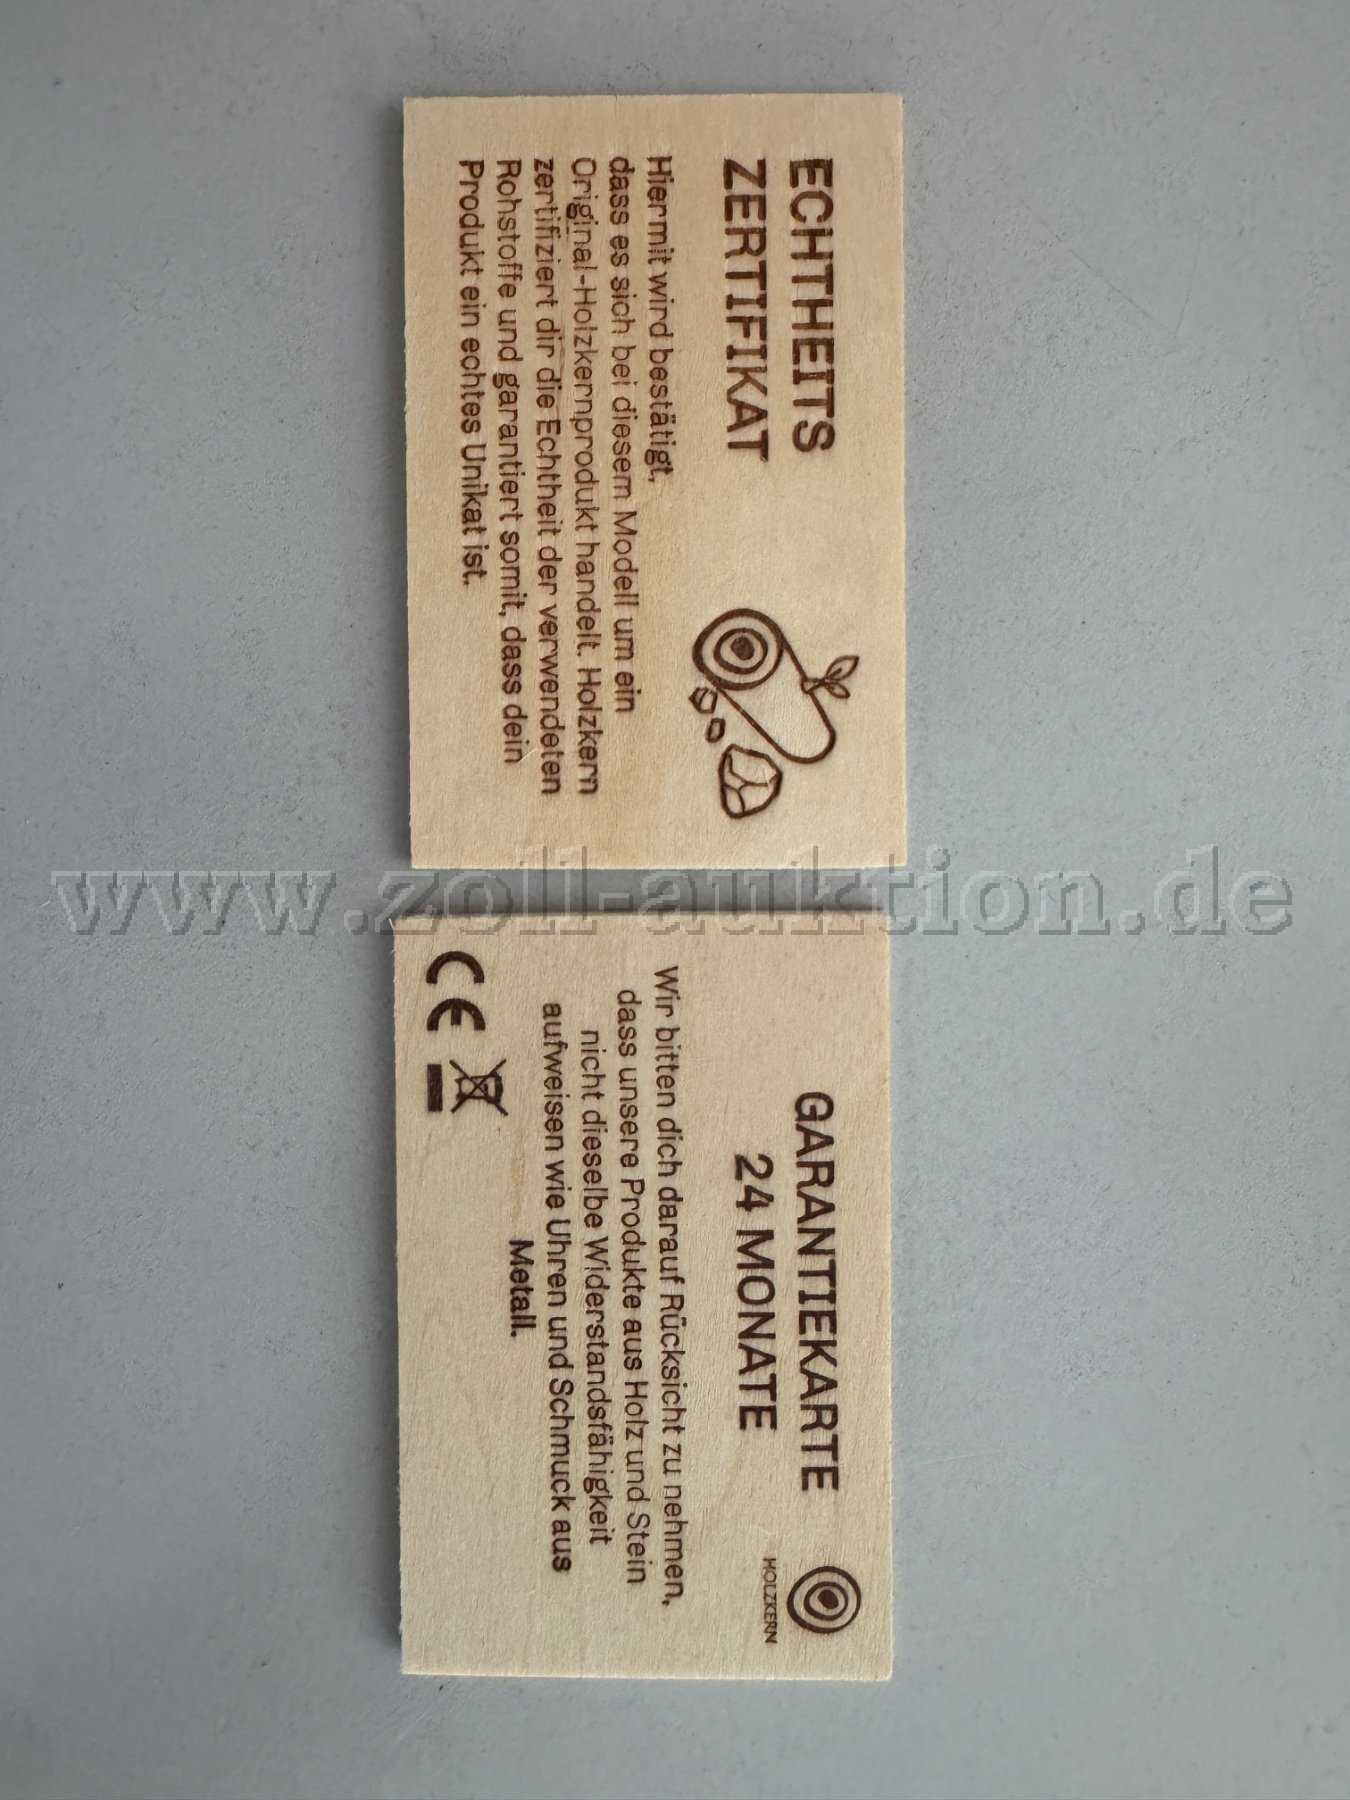 ECHTHEITS
ZERTIFIKAT
Hiermit wird bestätigt,
dass es sich bei diesem Modell um ein
Original-Holzkernprodukt handelt. Holzkern
zertifiziert dir die Echtheit der verwendeten
Rohstoffe und garantiert somit, dass dein
Produkt ein echtes Unikat ist.
www.zoll-auktion.de
GARANTIEKARTE
24 MONATE
HOLZKERN
Wir bitten dich darauf Rücksicht zu nehmen,
dass unsere Produkte aus Holz und Stein
nicht dieselbe Widerstandsfähigkeit
aufweisen wie Uhren und Schmuck aus
Metall.
CE